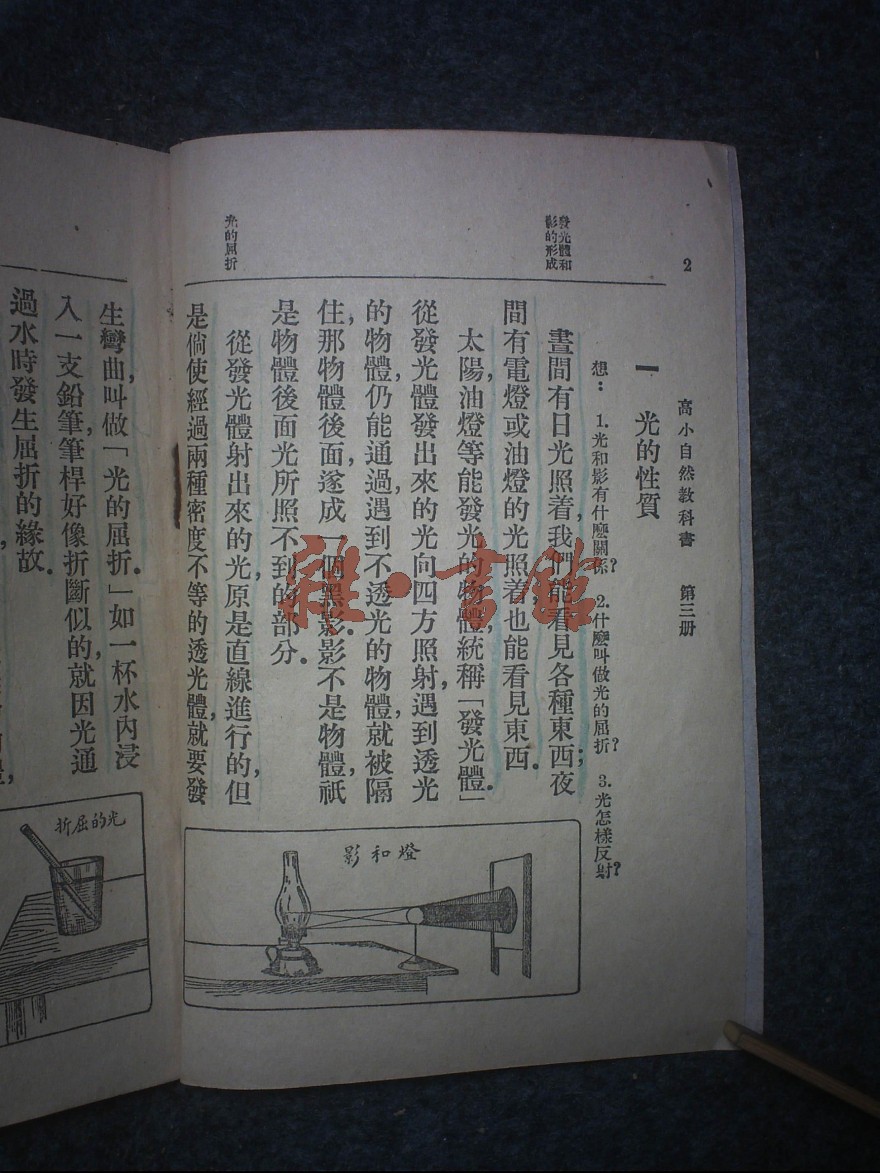 2
高小自然教科書　第三册
一　光的性質
想：　1.光和影有什麼關係？　2.什麼叫做光的屈折？　3.光怎樣反射？
發光體和
影的形成
晝間有日光照着，我們能看見各種東西；夜
間有電燈或油燈的光照着也能看見東西．
太陽，油燈等能發光的物體，統稱「發光體．」
從發光體發出來的光向四方照射，遇到透光
的物體，仍能通過，遇到不透光的物體，就被隔
住，那物體後面，遂成一個黑影．影不是物體，祇
是物體後面光所照不到的部分．
光的屈折
從發光體射出來的光，原是直線進行的，但
是倘使經過兩種密度不等的透光體，就要發
燈和影
生彎曲，叫做「光的屈折．」如一杯水，內浸
入一支鉛筆，筆桿好像折斷似的，就因光通
過水時發生屈折的緣故．
光的屈折
雜·書館